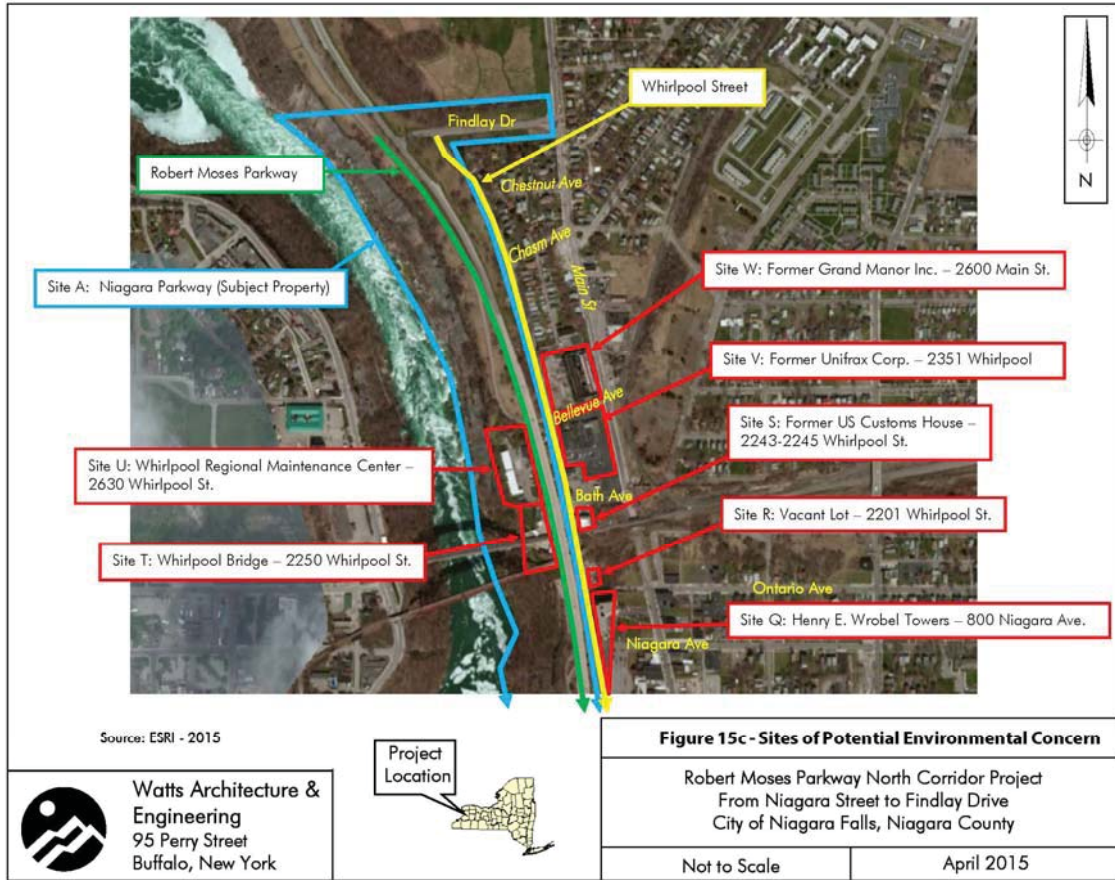 Whirlpool Street
Findlay Dr
Robert Moses Parkway
Chestnut Ave
N
Chasm Ave
Main St
Site W: Former Grand Manor Inc. – 2600 Main St.
Site A:  Niagara Parkway (Subject Property)
Site V: Former Unifrax Corp. – 2351 Whirlpool
Bellevue Ave
Site S: Former US Customs House –
2243-2245 Whirlpool St.
Site U: Whirlpool Regional Maintenance Center –
2630 Whirlpool St.
Bath Ave
Site R: Vacant Lot – 2201 Whirlpool St.
Site T: Whirlpool Bridge – 2250 Whirlpool St.
Ontario Ave
Site Q: Henry E. Wrobel Towers – 800 Niagara Ave.
Niagara Ave
Source: ESRI - 2015
Project
Location
Figure 15c - Sites of Potential Environmental Concern
Watts Architecture &
Engineering
95 Perry Street
Buffalo, New York
Robert Moses Parkway North Corridor Project
From Niagara Street to Findlay Drive
City of Niagara Falls, Niagara County
Not to Scale
April 2015